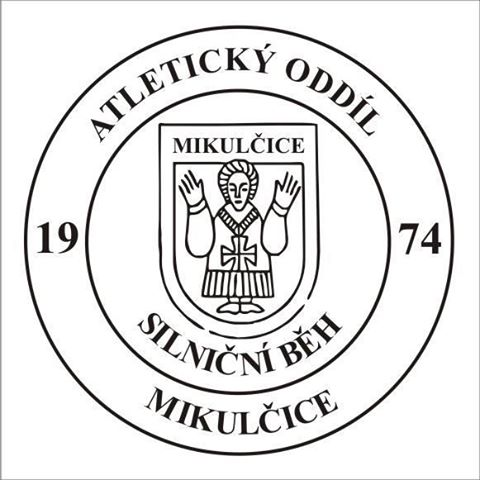 ATLETICKÝ ODDÍL
19 74
MIKULČICE
SILNIČNÍ BĚH
MIKULČICE